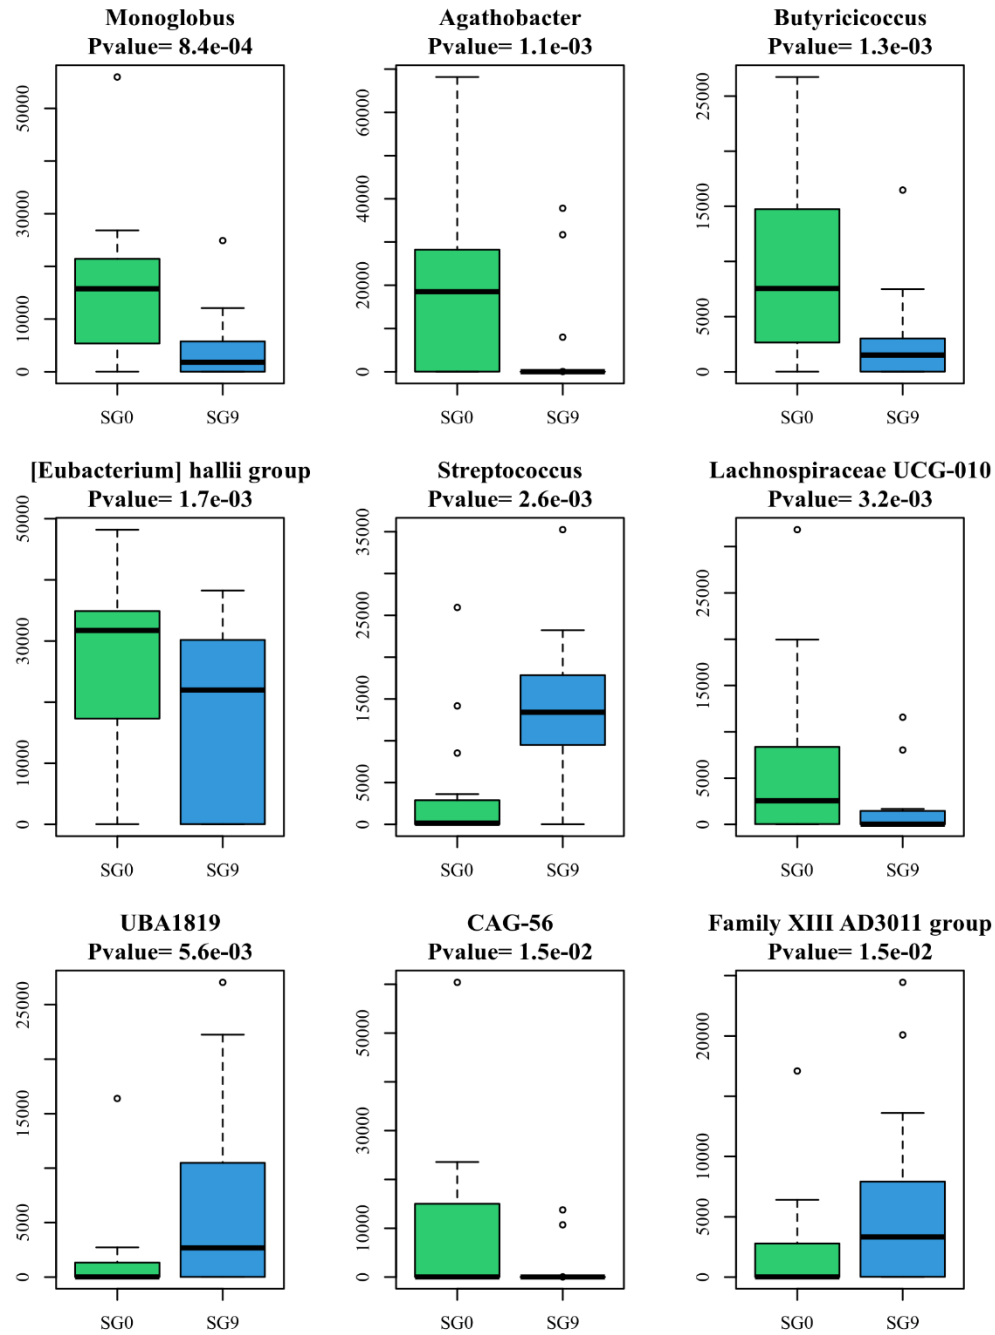 Monoglobus
Pvalue= 8.4e-04
50000
30000
10000
0
SG0 SG9
Agathobacter
Pvalue= 1.1e-03
60000
40000
20000
0
SG0 SG9
Butyricicoccus
Pvalue= 1.3e-03
25000
15000
5000
0
SG0 SG9
[Eubacterium] hallii group
Pvalue= 1.7e-03
50000
30000
10000
0
SG0 SG9
Streptococcus
Pvalue= 2.6e-03
35000
25000
15000
5000
0
SG0 SG9
Lachnospiraceae UCG-010
Pvalue= 3.2e-03
25000
15000
5000
0
SG0 SG9
UBA1819
Pvalue= 5.6e-03
25000
15000
5000
0
SG0 SG9
CAG-56
Pvalue= 1.5e-02
50000
30000
10000
0
SG0 SG9
Family XIII AD3011 group
Pvalue= 1.5e-02
20000
10000
5000
0
SG0 SG9